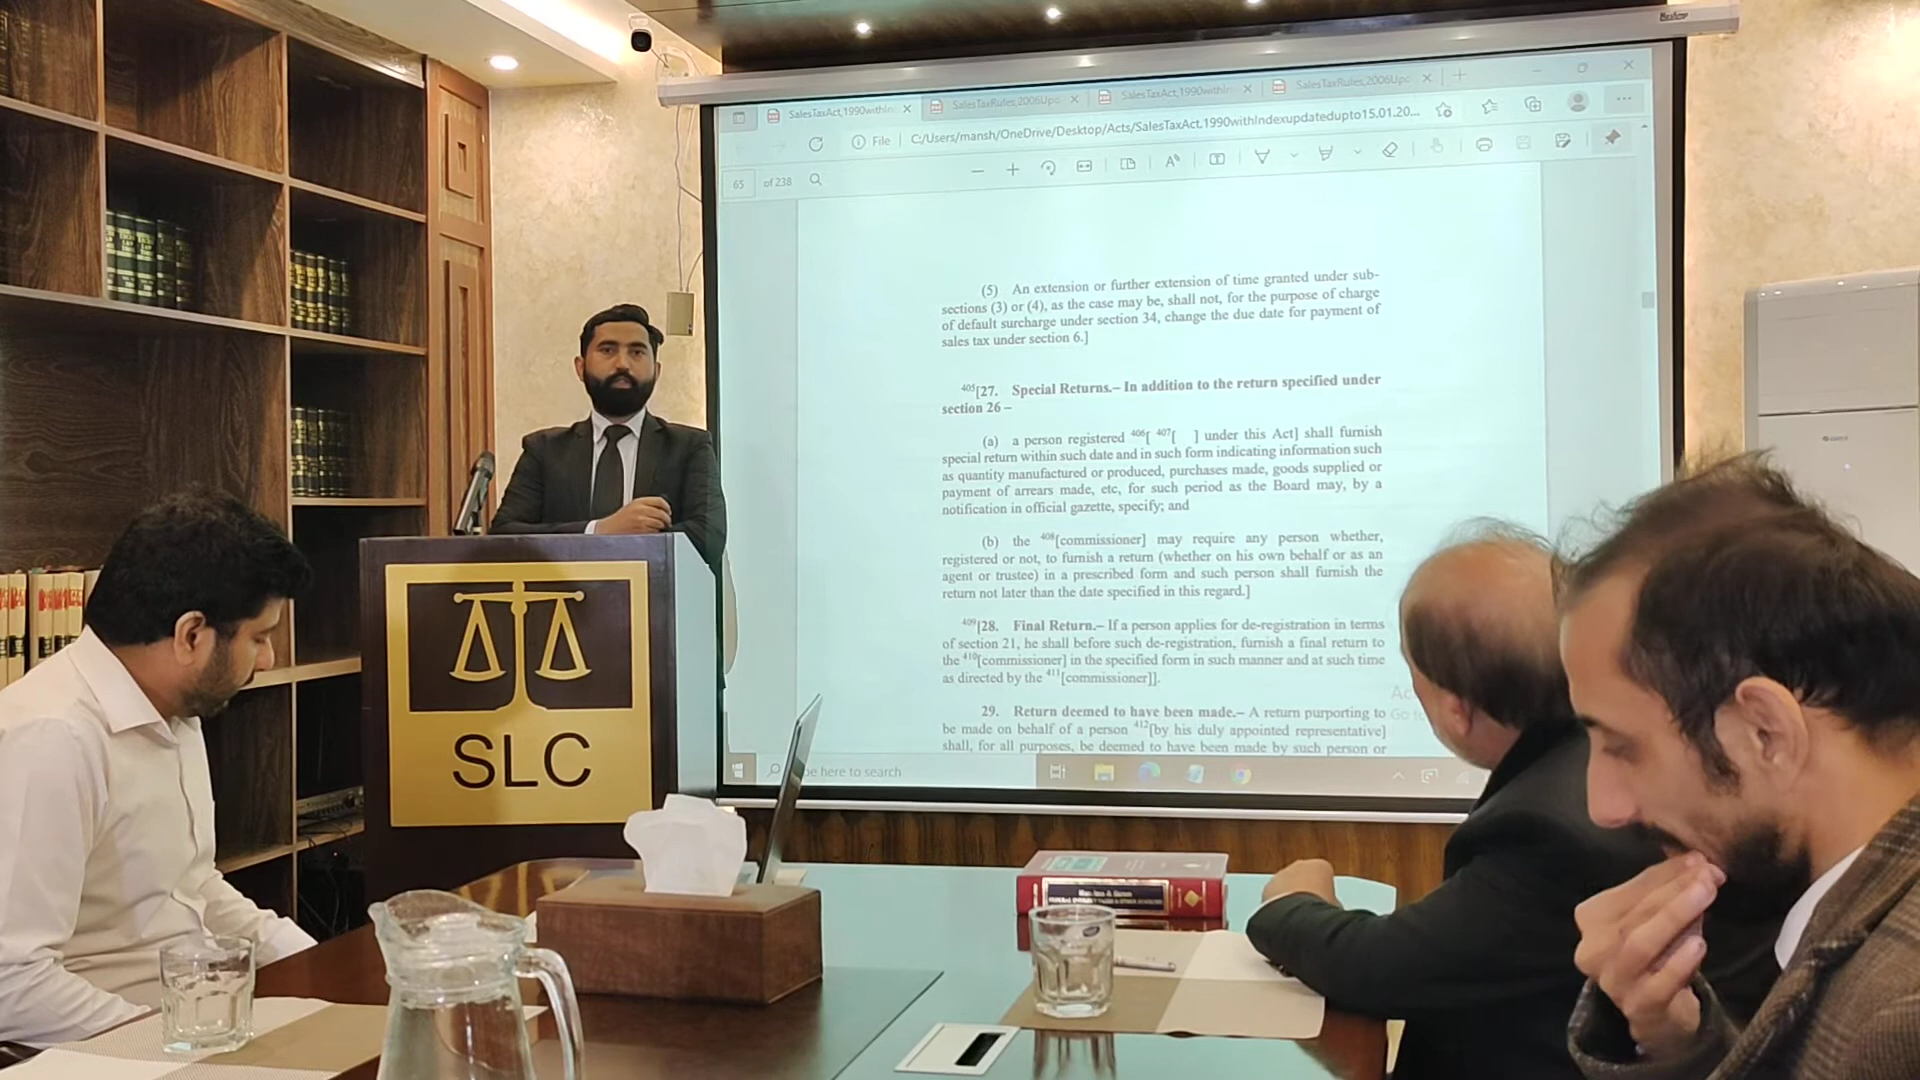 SalesTaxAct,1990withIn
SalesTaxRules,2006Upc
SalesTaxAct,1990withIn
SalesTaxRules,2006Upc
File
C:/Users/mansh/OneDrive/Desktop/Acts/SalesTaxAct,1990withIndexupdatedupto15.01.20...
65 of 238
(5) An extension or further extension of time granted under sub-
sections (3) or (4), as the case may be, shall not, for the purpose of charge
of default surcharge under section 34, change the due date for payment of
sales tax under section 6.]
405[27. Special Returns.– In addition to the return specified under
section 26 –
(a) a person registered 406[ 407[ ] under this Act] shall furnish
special return within such date and in such form indicating information such
as quantity manufactured or produced, purchases made, goods supplied or
payment of arrears made, etc, for such period as the Board may, by a
notification in official gazette, specify; and
(b) the 408[commissioner] may require any person whether,
registered or not, to furnish a return (whether on his own behalf or as an
agent or trustee) in a prescribed form and such person shall furnish the
return not later than the date specified in this regard.]
409[28. Final Return.– If a person applies for de-registration in terms
of section 21, he shall before such de-registration, furnish a final return to
the 410[commissioner] in the specified form in such manner and at such time
as directed by the 411[commissioner]].
29. Return deemed to have been made.– A return purporting to
be made on behalf of a person 412[by his duly appointed representative]
shall, for all purposes, be deemed to have been made by such person or
Go to
here to search
SLC